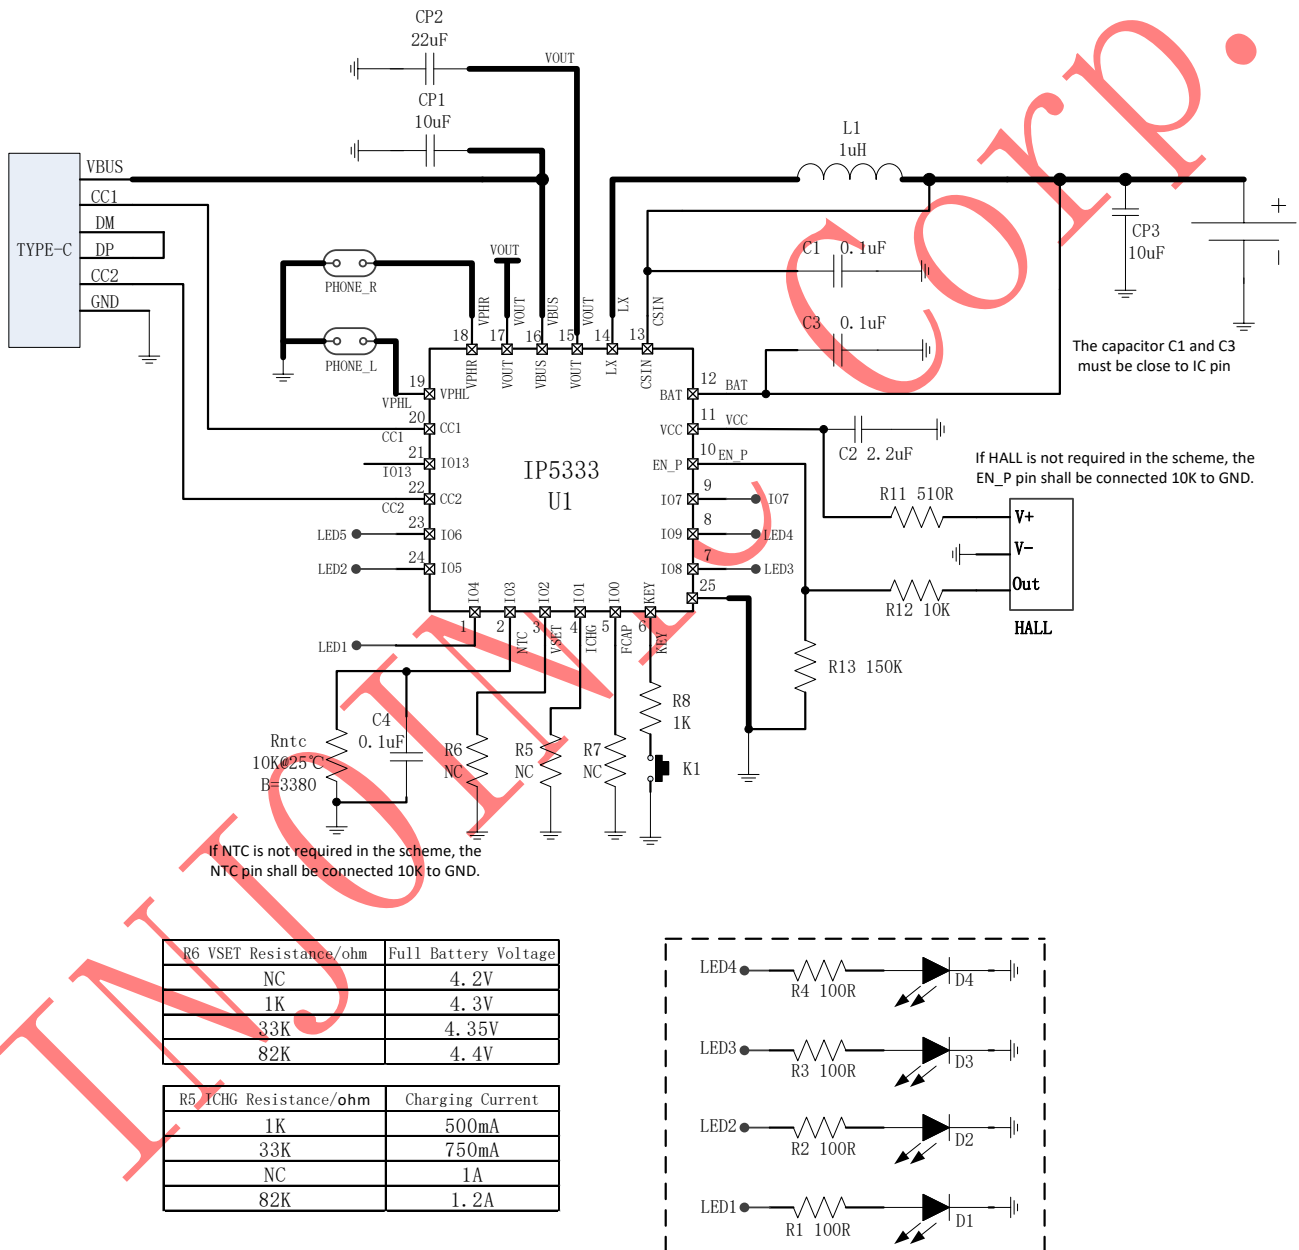 CP2
22uF
VOUT
CP1
10uF
L1
1uH
VBUS
CC1
DM
TYPE-C
DP
CC2
GND
CP3
10uF
+
-
C1 0.1uF
C3 0.1uF
The capacitor C1 and C3
must be close to IC pin
PHONE_R
PHONE_L
VOUT
VPHR
VOUT
VBUS
VOUT
LX
CSIN
18
17
16
15
14
13
VPHR
VOUT
VBUS
VOUT
LX
CSIN
19
VPHL
VPHL
20
CC1
CC1
21
IO13
IO13
22
CC2
CC2
23
LED5
IO6
24
LED2
IO5
IP5333
U1
12
BAT
BAT
11
VCC
VCC
10
EN_P
EN_P
9
IO7
IO7
8
IO9
LED4
7
IO8
LED3
25
C2 2.2uF
If HALL is not required in the scheme, the
EN_P pin shall be connected 10K to GND.
R11 510R
V+
V-
Out
R12 10K
HALL
R13 150K
IO4
IO3
IO2
IO1
IO0
KEY
1
2
3
4
5
6
NTC
VSET
ICHG
FCAP
KEY
LED1
Rntc
10K@25℃
B=3380
C4
0.1uF
R6
NC
R5
NC
R7
NC
R8
1K
K1
If NTC is not required in the scheme, the
NTC pin shall be connected 10K to GND.
R6 VSET Resistance/ohm Full Battery Voltage
NC 4.2V
1K 4.3V
33K 4.35V
82K 4.4V
R5 ICHG Resistance/ohm Charging Current
1K 500mA
33K 750mA
NC 1A
82K 1.2A
LED4
R4 100R
D4
LED3
R3 100R
D3
LED2
R2 100R
D2
LED1
R1 100R
D1
INJOINIC Corp.